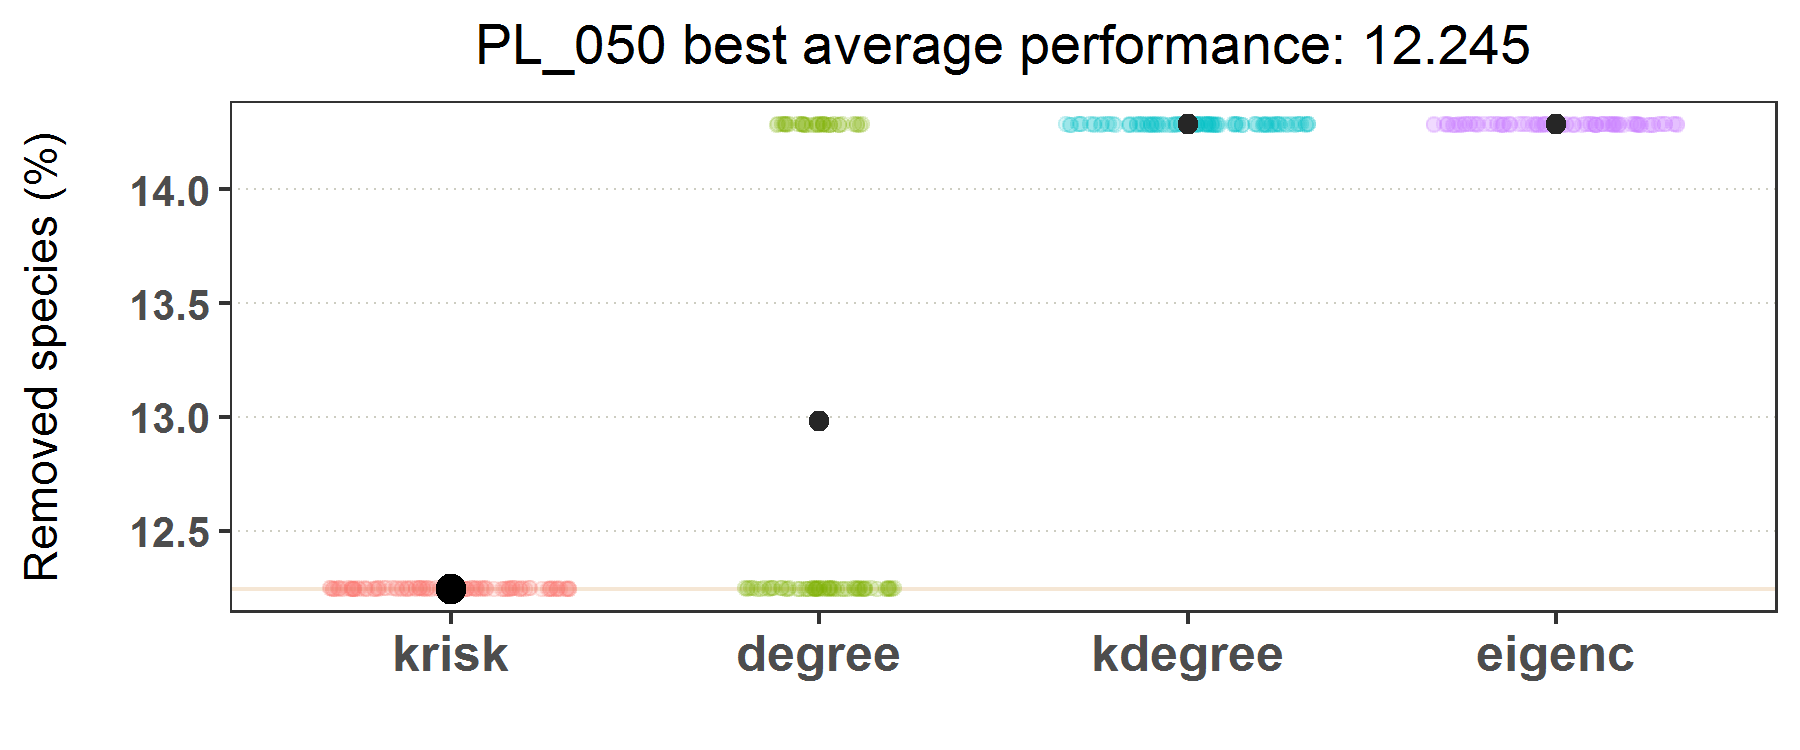 PL_050 best average performance: 12.245
Removed species (%)
14.0
13.5
13.0
12.5
krisk degree kdegree eigenc